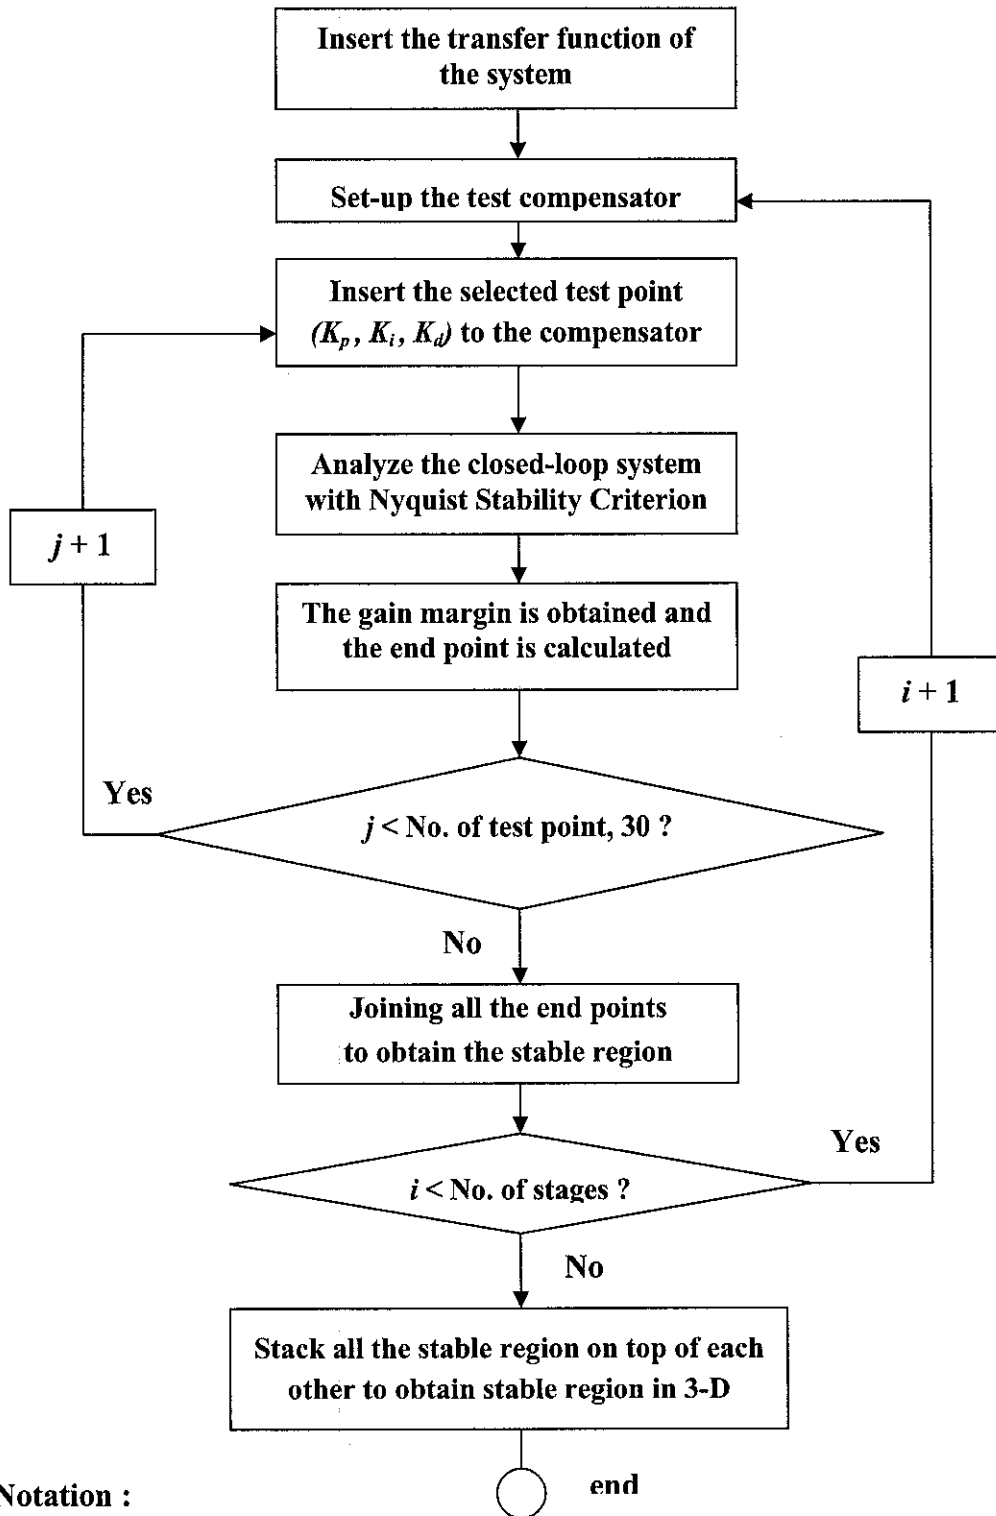 Insert the transfer function of
the system
Set-up the test compensator
Insert the selected test point
(Kp, Ki, Kd) to the compensator
Analyze the closed-loop system
with Nyquist Stability Criterion
j + 1
The gain margin is obtained and
the end point is calculated
i + 1
Yes
j < No. of test point, 30 ?
No
Joining all the end points
to obtain the stable region
Yes
i < No. of stages ?
No
Stack all the stable region on top of each
other to obtain stable region in 3-D
end
Notation :